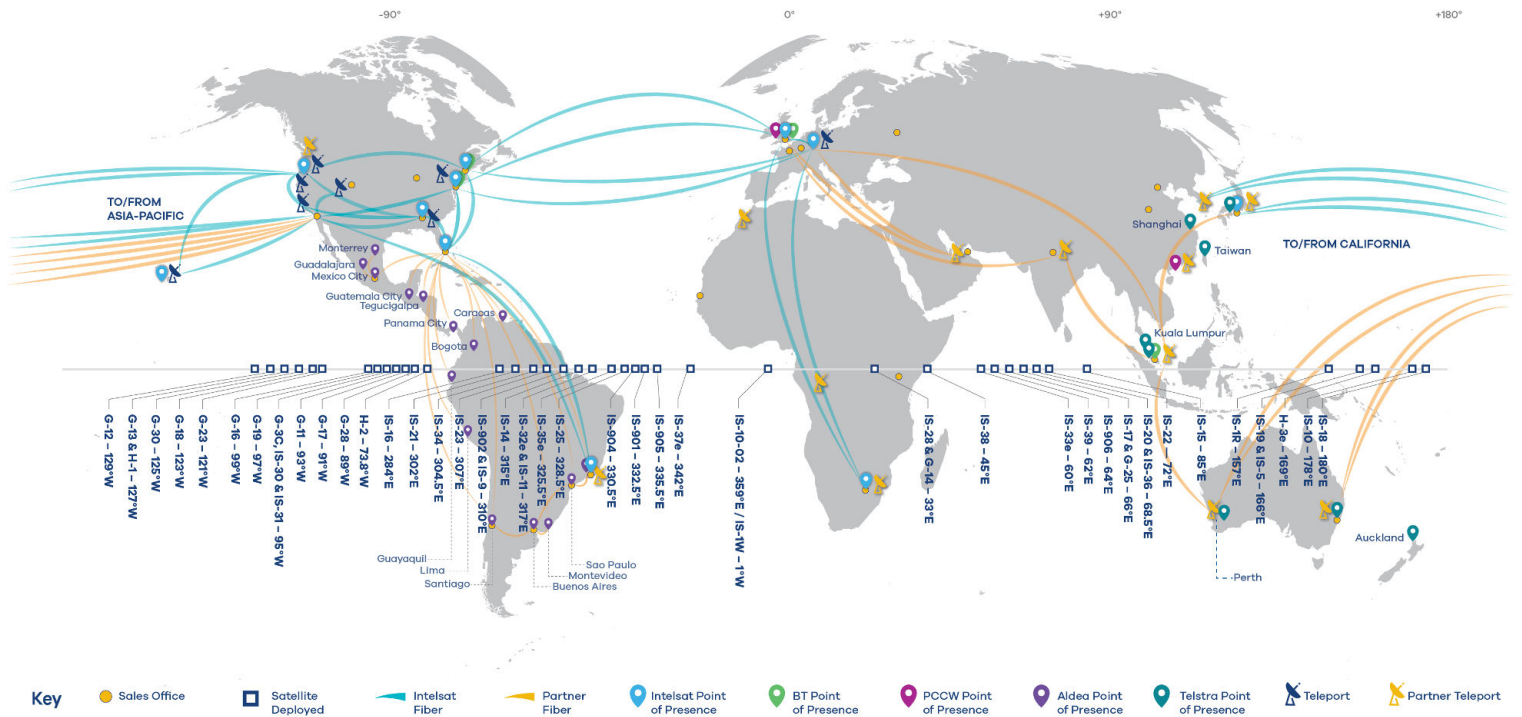 -90°
0°
+90°
+180°
TO/FROM
ASIA-PACIFIC
Monterrey
Guadalajara
Mexico City
Guatemala City
Tegucigalpa
Panama City
Caracas
Bogota
Shanghai
Taiwan
TO/FROM CALIFORNIA
Kuala Lumpur
G-12 – 129°W
G-13 & H-1 – 127°W
G-30 – 125°W
G-18 – 123°W
G-23 – 121°W
G-16 – 99°W
G-19 – 97°W
G-3C, IS-30 & IS-31 – 95°W
G-11 – 93°W
G-17 – 91°W
G-28 – 89°W
H-2 – 73.8°W
IS-16 – 284°E
IS-21 – 302°E
IS-34 – 304.5°E
IS-23 – 307°E
IS-902 & IS-9 – 310°E
IS-14 – 315°E
IS-32e & IS-11 – 317°E
IS-35e – 325.5°E
IS-25 – 328.5°E
IS-904 – 330.5°E
IS-901 – 332.5°E
IS-905 – 335.5°E
IS-37e – 342°E
IS-10-02 – 359°E / IS-1W – 1°W
IS-28 & G-14 – 33°E
IS-38 – 45°E
IS-33e – 60°E
IS-39 – 62°E
IS-906 – 64°E
IS-17 & G-25 – 66°E
IS-20 & IS-36 – 68.5°E
IS-22 – 72°E
IS-15 – 85°E
IS-1R – 157°E
IS-19 & IS-5 – 166°E
H-3e – 169°E
IS-10 – 178°E
IS-18 – 180°E
Guayaquil
Lima
Santiago
Sao Paulo
Montevideo
Buenos Aires
Auckland
Perth
Key
Sales Office
Satellite
Deployed
Intelsat
Fiber
Partner
Fiber
Intelsat Point
of Presence
BT Point
of Presence
PCCW Point
of Presence
Aldea Point
of Presence
Telstra Point
of Presence
Teleport
Partner Teleport